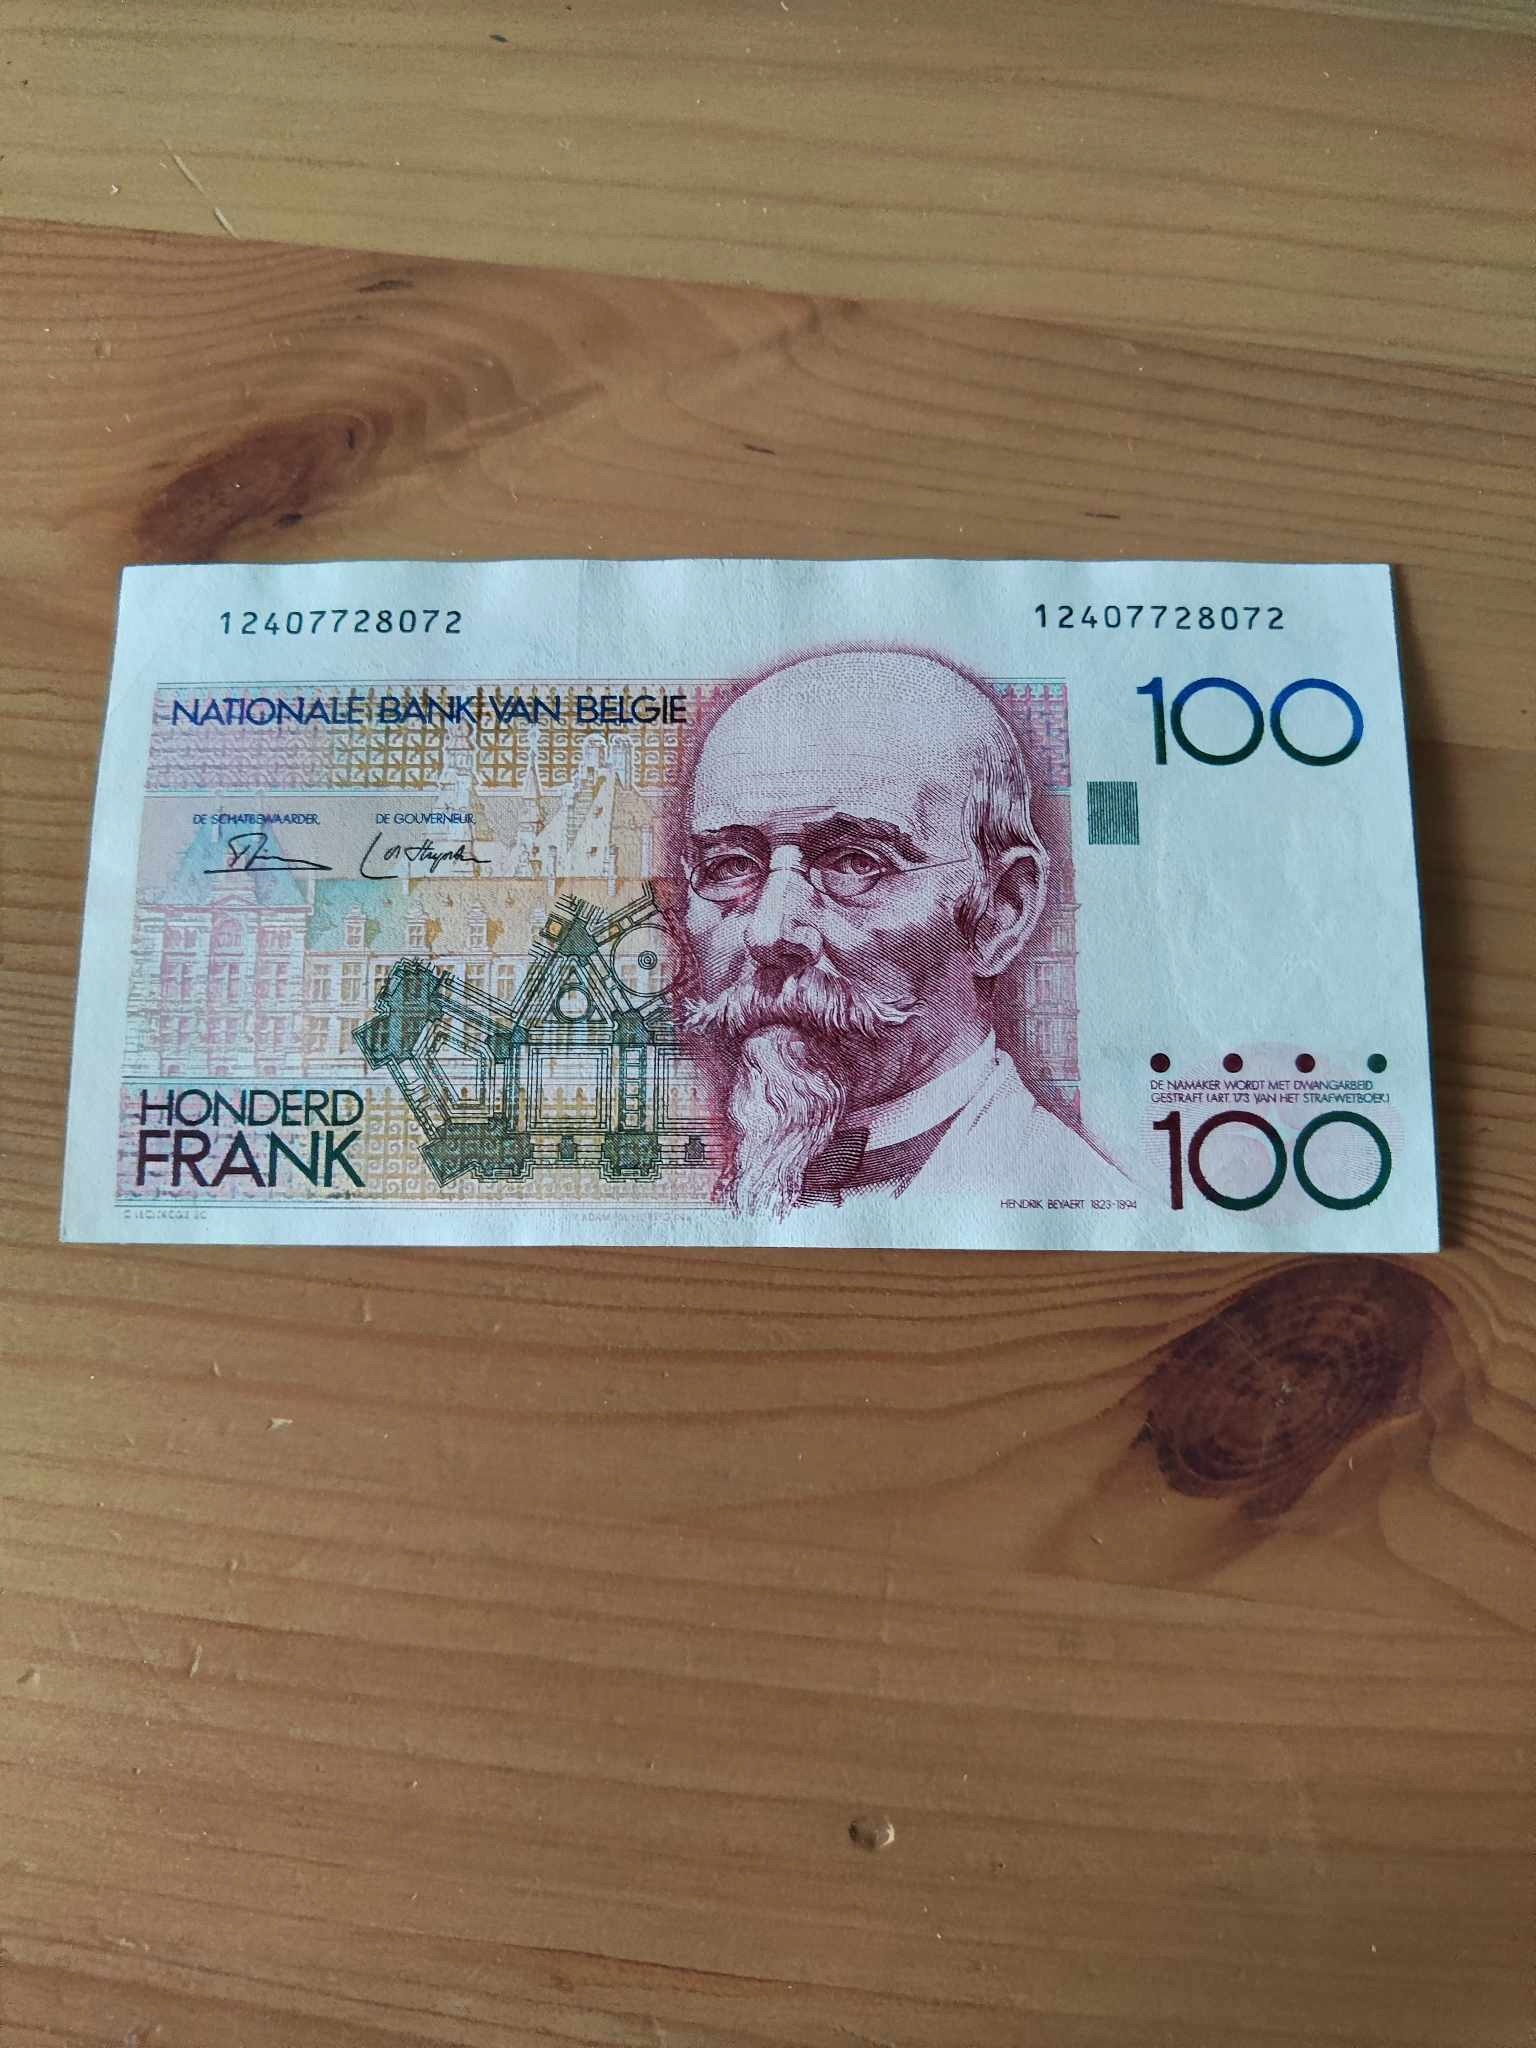 12407728072 12407728072
NATIONALE BANK VAN BELGIE 100
DE SCHATBEWAARDER, DE GOUVERNEUR,
DE NAMAKER WORDT MET DWANGARBEID
GESTRAFT (ART. 173 VAN HET STRAFWETBOEK)
HONDERD
FRANK
100
HENDRIK BEYAERT 1823-1894